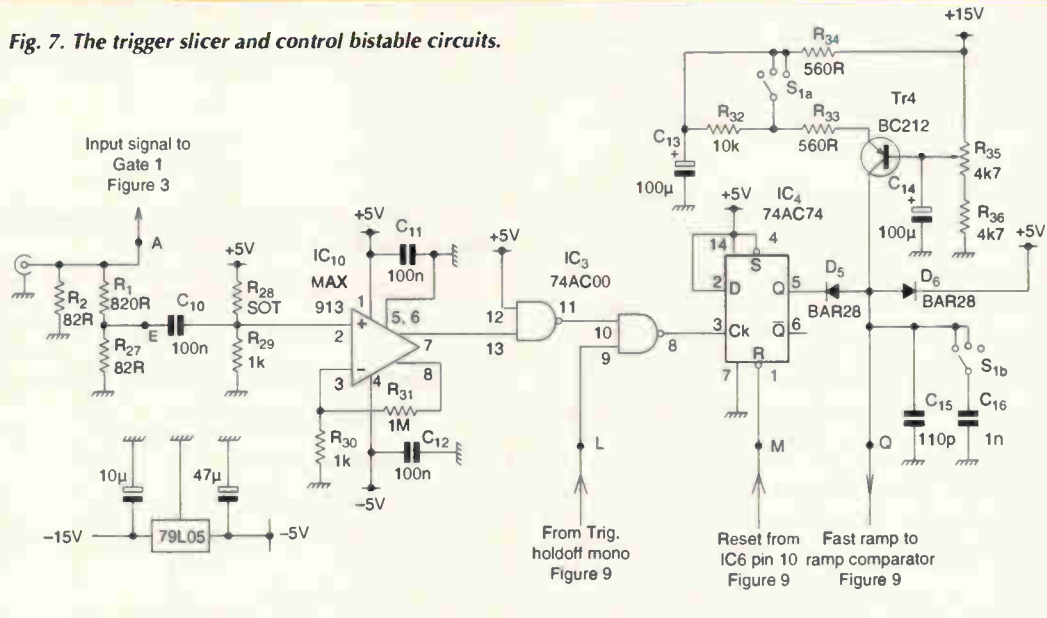 Fig. 7. The trigger slicer and control bistable circuits.
+15V
R34
560R
S1a
Tr4
BC212
R32
10k
R33
560R
C13
+
100µ
R35
4k7
C14
+
100µ
R36
4k7
Input signal to
Gate 1
Figure 3
A
R2
82R
R1
820R
C10
100n
E
R27
82R
+5V
R28
SOT
R29
1k
IC10
MAX
913
+5V
C11
100n
1
+
2
5, 6
7
8
4
−
3
R31
1M
R30
1k
C12
100n
−5V
+5V
IC3
74AC00
12
13
11
10
9
8
L
From Trig.
holdoff mono
Figure 9
+5V
IC4
74AC74
14
4
S
2
D
Q
5
3
Ck
Q
6
R
7
1
M
Reset from
IC6 pin 10
Figure 9
D5
BAR28
D6
BAR28
+5V
S1b
C15
110p
C16
1n
Q
Fast ramp to
ramp comparator
Figure 9
10µ
47µ
−15V
79L05
−5V